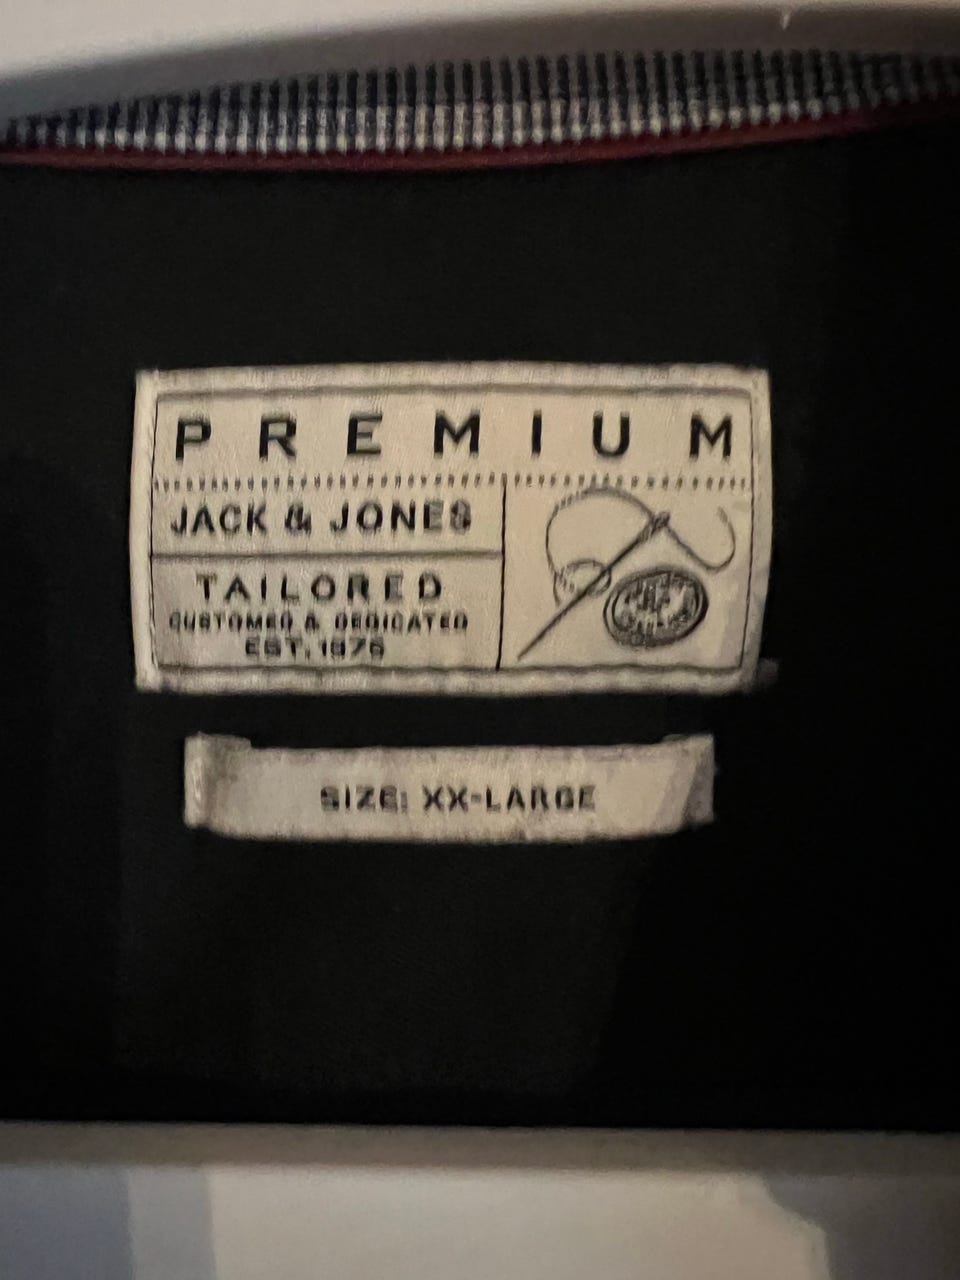 PREMIUM
JACK & JONES
TAILORED
CUSTOMED & DEDICATED
EST. 1975
SIZE: XX-LARGE